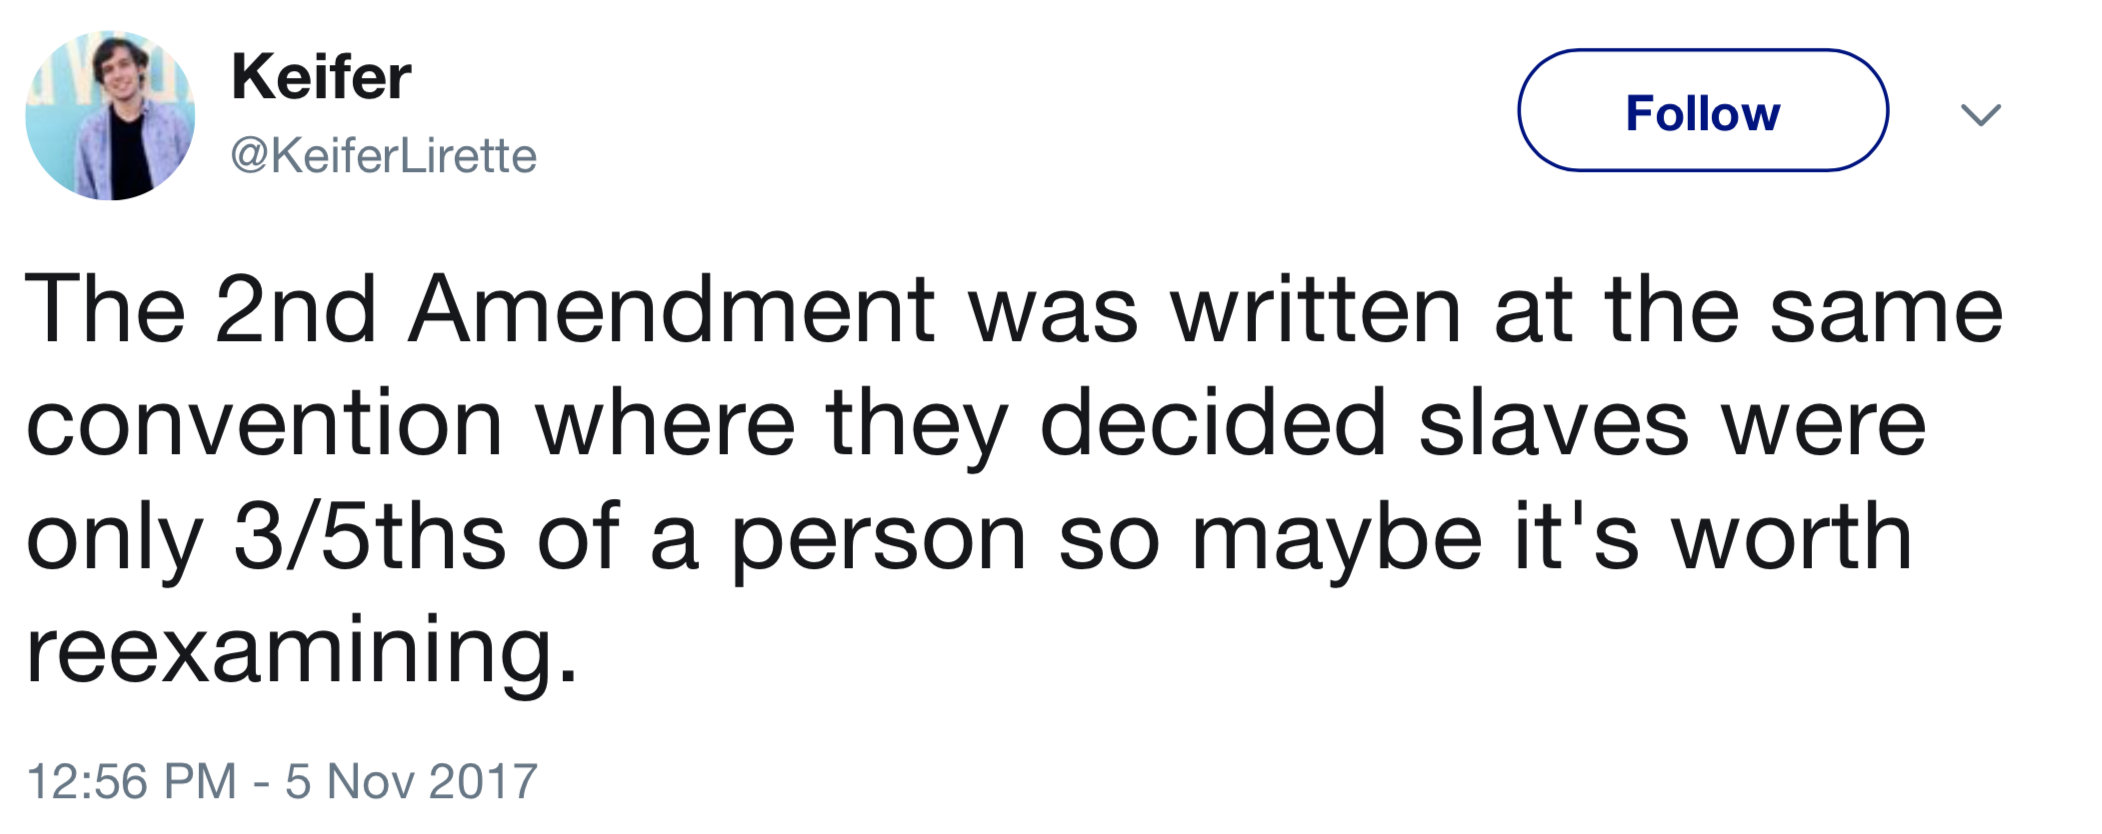 Keifer
@KeiferLirette
Follow
The 2nd Amendment was written at the same
convention where they decided slaves were
only 3/5ths of a person so maybe it's worth
reexamining.
12:56 PM - 5 Nov 2017